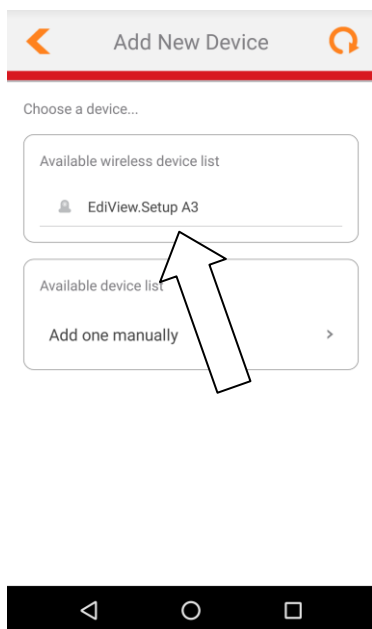 Add New Device
Choose a device...
Available wireless device list
EdiView.Setup A3
Available device list
Add one manually